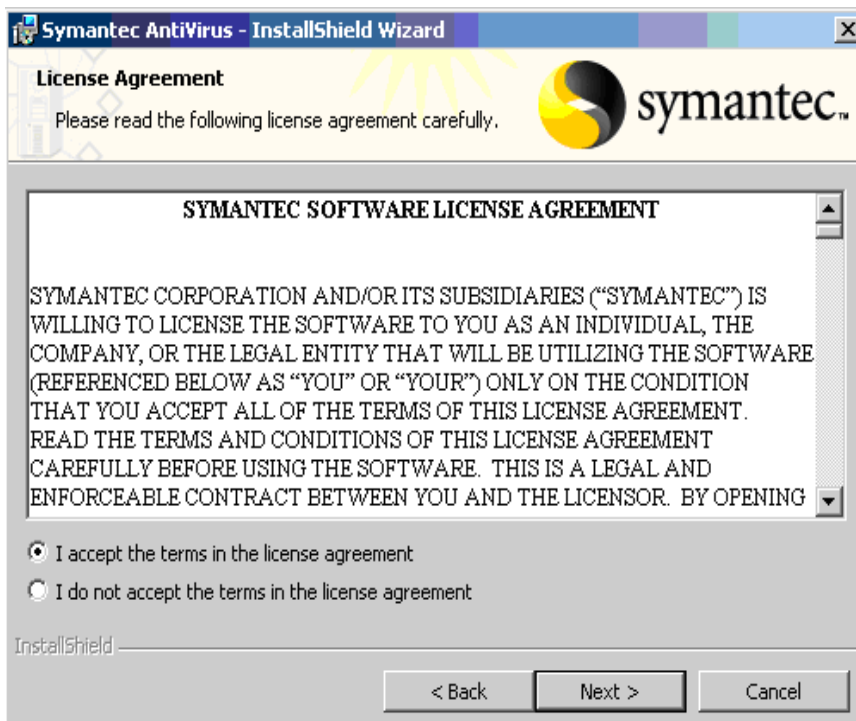 Symantec AntiVirus - InstallShield Wizard
License Agreement
Please read the following license agreement carefully.
symantec™
SYMANTEC SOFTWARE LICENSE AGREEMENT
SYMANTEC CORPORATION AND/OR ITS SUBSIDIARIES (“SYMANTEC”) IS
WILLING TO LICENSE THE SOFTWARE TO YOU AS AN INDIVIDUAL, THE
COMPANY, OR THE LEGAL ENTITY THAT WILL BE UTILIZING THE SOFTWARE
(REFERENCED BELOW AS “YOU” OR “YOUR”) ONLY ON THE CONDITION
THAT YOU ACCEPT ALL OF THE TERMS OF THIS LICENSE AGREEMENT.
READ THE TERMS AND CONDITIONS OF THIS LICENSE AGREEMENT
CAREFULLY BEFORE USING THE SOFTWARE.  THIS IS A LEGAL AND
ENFORCEABLE CONTRACT BETWEEN YOU AND THE LICENSOR.  BY OPENING
I accept the terms in the license agreement
I do not accept the terms in the license agreement
InstallShield
< Back
Next >
Cancel